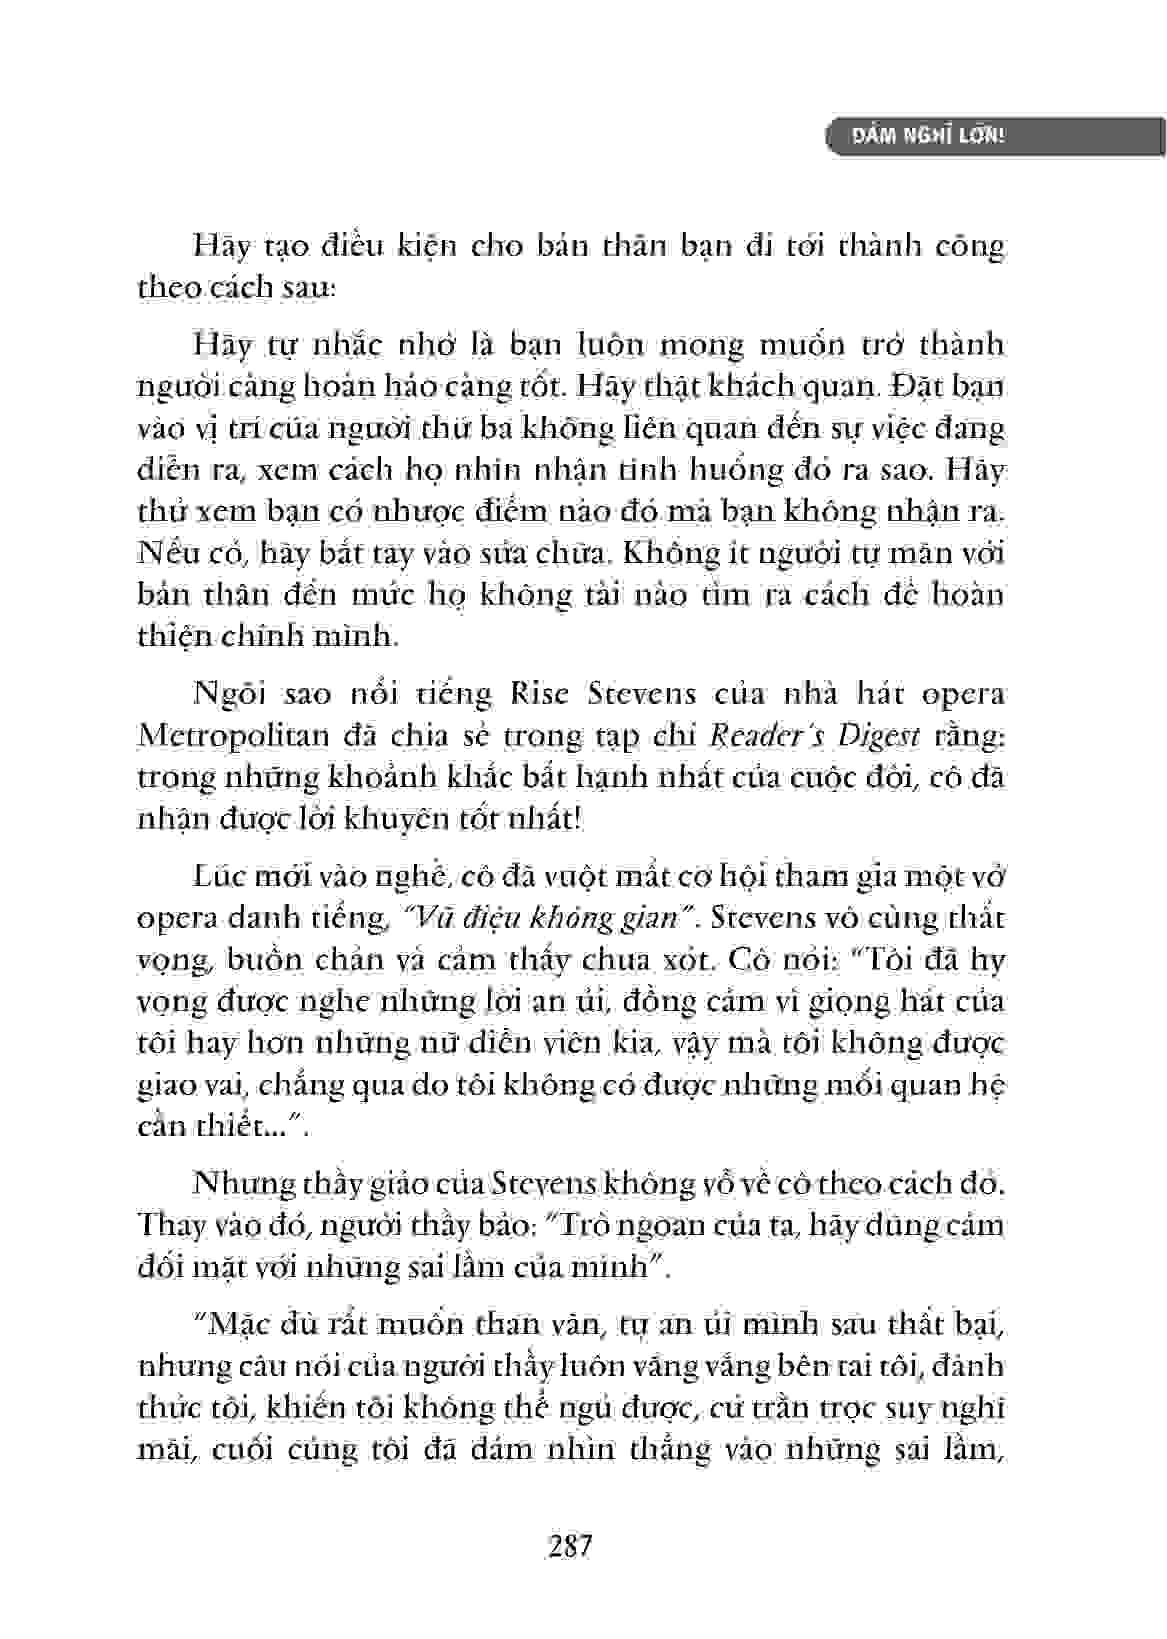 DÁM NGHĨ LỚN!
Hãy tạo điều kiện cho bản thân bạn đi tới thành công
theo cách sau:
Hãy tự nhắc nhở là bạn luôn mong muốn trở thành
người càng hoàn hảo càng tốt. Hãy thật khách quan. Đặt bạn
vào vị trí của người thứ ba không liên quan đến sự việc đang
diễn ra, xem cách họ nhìn nhận tình huống đó ra sao. Hãy
thử xem bạn có nhược điểm nào đó mà bạn không nhận ra.
Nếu có, hãy bắt tay vào sửa chữa. Không ít người tự mãn với
bản thân đến mức họ không tài nào tìm ra cách để hoàn
thiện chính mình.
Ngôi sao nổi tiếng Rise Stevens của nhà hát opera
Metropolitan đã chia sẻ trong tạp chí Reader's Digest rằng:
trong những khoảnh khắc bất hạnh nhất của cuộc đời, cô đã
nhận được lời khuyên tốt nhất!
Lúc mới vào nghề, cô đã vuột mất cơ hội tham gia một vở
opera danh tiếng, "Vũ điệu không gian". Stevens vô cùng thất
vọng, buồn chán và cảm thấy chua xót. Cô nói: "Tôi đã hy
vọng được nghe những lời an ủi, đồng cảm vì giọng hát của
tôi hay hơn những nữ diễn viên kia, vậy mà tôi không được
giao vai, chẳng qua do tôi không có được những mối quan hệ
cần thiết...".
Nhưng thầy giáo của Stevens không vỗ về cô theo cách đó.
Thay vào đó, người thầy bảo: "Trò ngoan của ta, hãy dũng cảm
đối mặt với những sai lầm của mình".
"Mặc dù rất muốn than vãn, tự an ủi mình sau thất bại,
nhưng câu nói của người thầy luôn văng vẳng bên tai tôi, đánh
thức tôi, khiến tôi không thể ngủ được, cứ trằn trọc suy nghĩ
mãi, cuối cùng tôi đã dám nhìn thẳng vào những sai lầm,
287